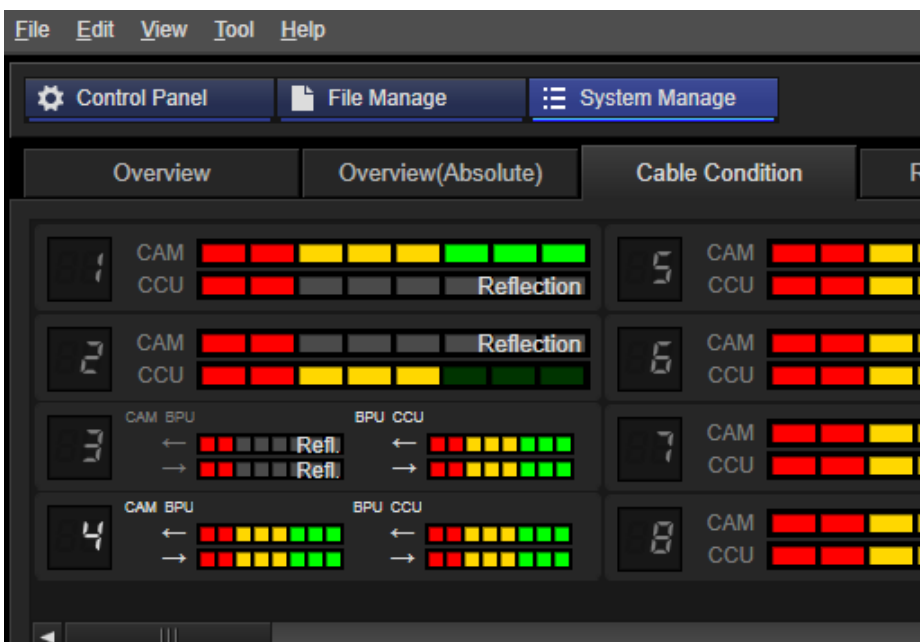 File Edit View Tool Help
Control Panel File Manage System Manage
Overview Overview(Absolute) Cable Condition R
1 CAM
CCU Reflection
5 CAM
CCU
2 CAM Reflection
CCU
6 CAM
CCU
3 CAM BPU BPU CCU
← Refl. ←
→ Refl. →
7 CAM
CCU
4 CAM BPU BPU CCU
← ←
→ →
8 CAM
CCU